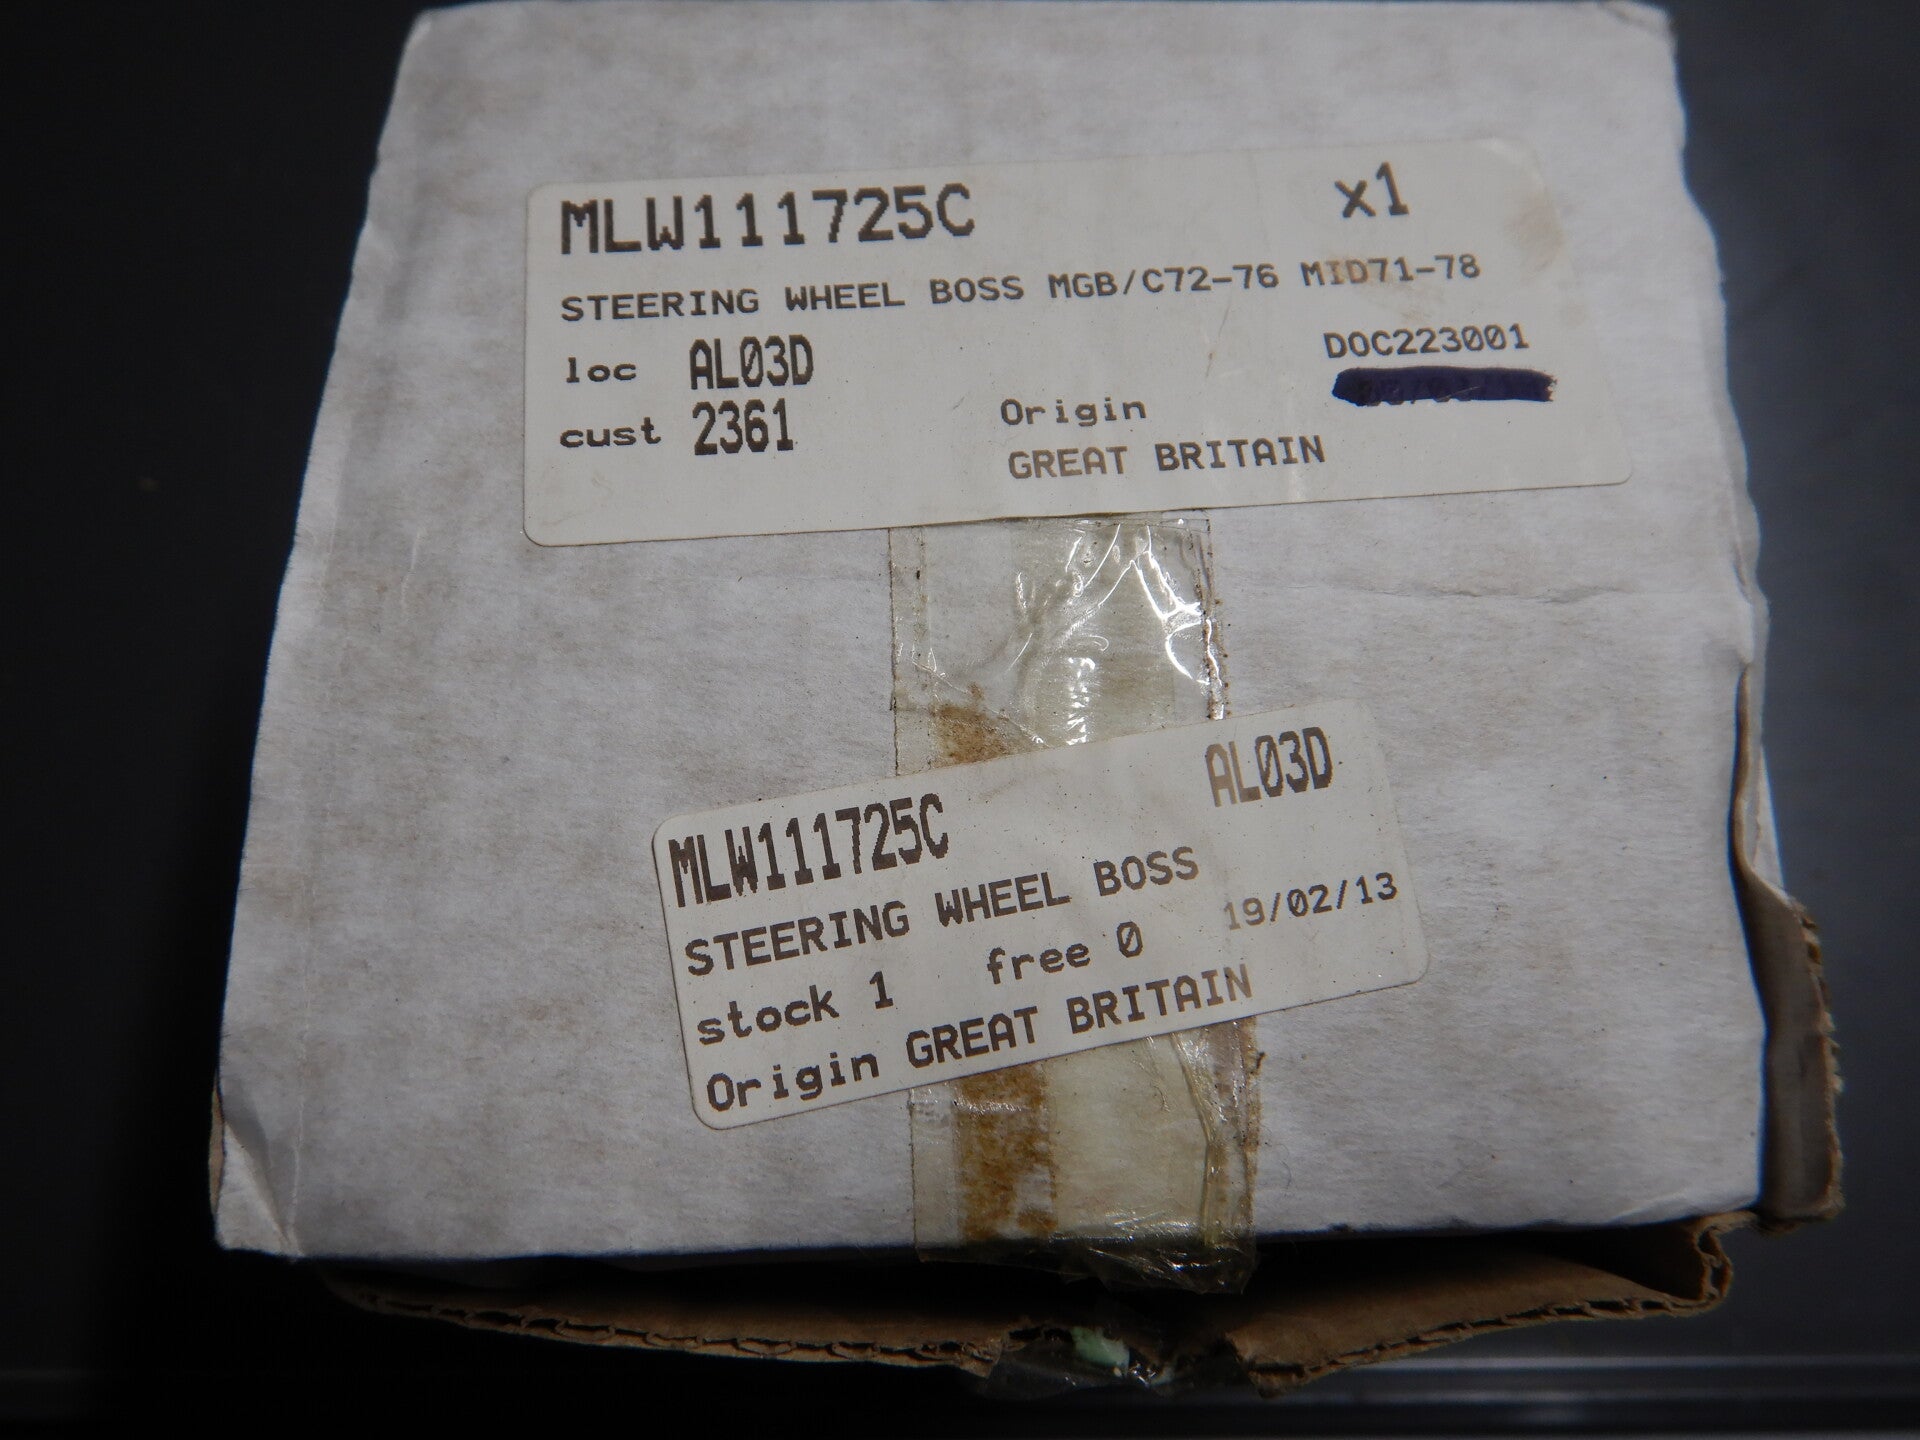 MLW111725C x1
STEERING WHEEL BOSS MGB/C72-76 MID71-78
loc AL03D DOC223001
cust 2361 Origin
GREAT BRITAIN
MLW111725C AL03D
STEERING WHEEL BOSS
stock 1 free 0 19/02/13
Origin GREAT BRITAIN